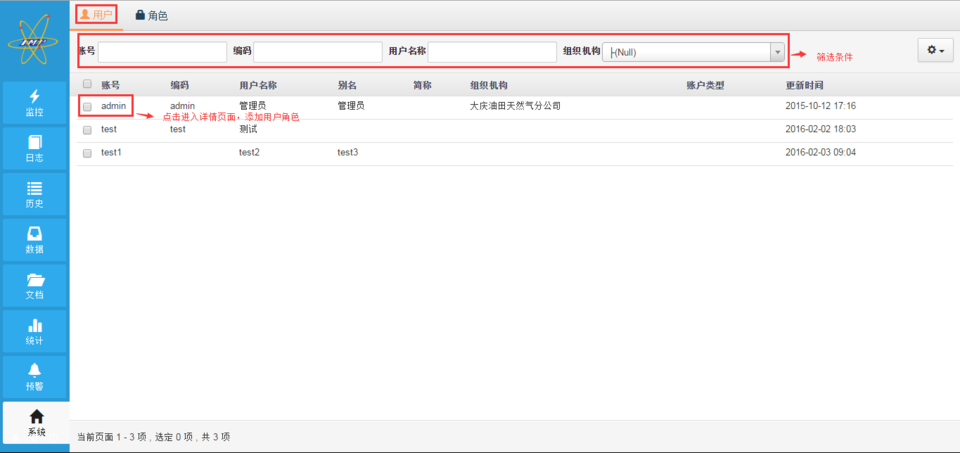 用户 角色
账号 编码 用户名称 组织机构 ├(Null) 筛选条件
账号 编码 用户名称 别名 简称 组织机构 账户类型 更新时间
admin admin 管理员 管理员 大庆油田天然气分公司 2015-10-12 17:16
点击进入详情页面，添加用户角色
test test 测试 2016-02-02 18:03
test1 test2 test3 2016-02-03 09:04
监控
日志
历史
数据
文档
统计
预警
系统
当前页面 1 - 3 项 , 选定 0 项 , 共 3 项